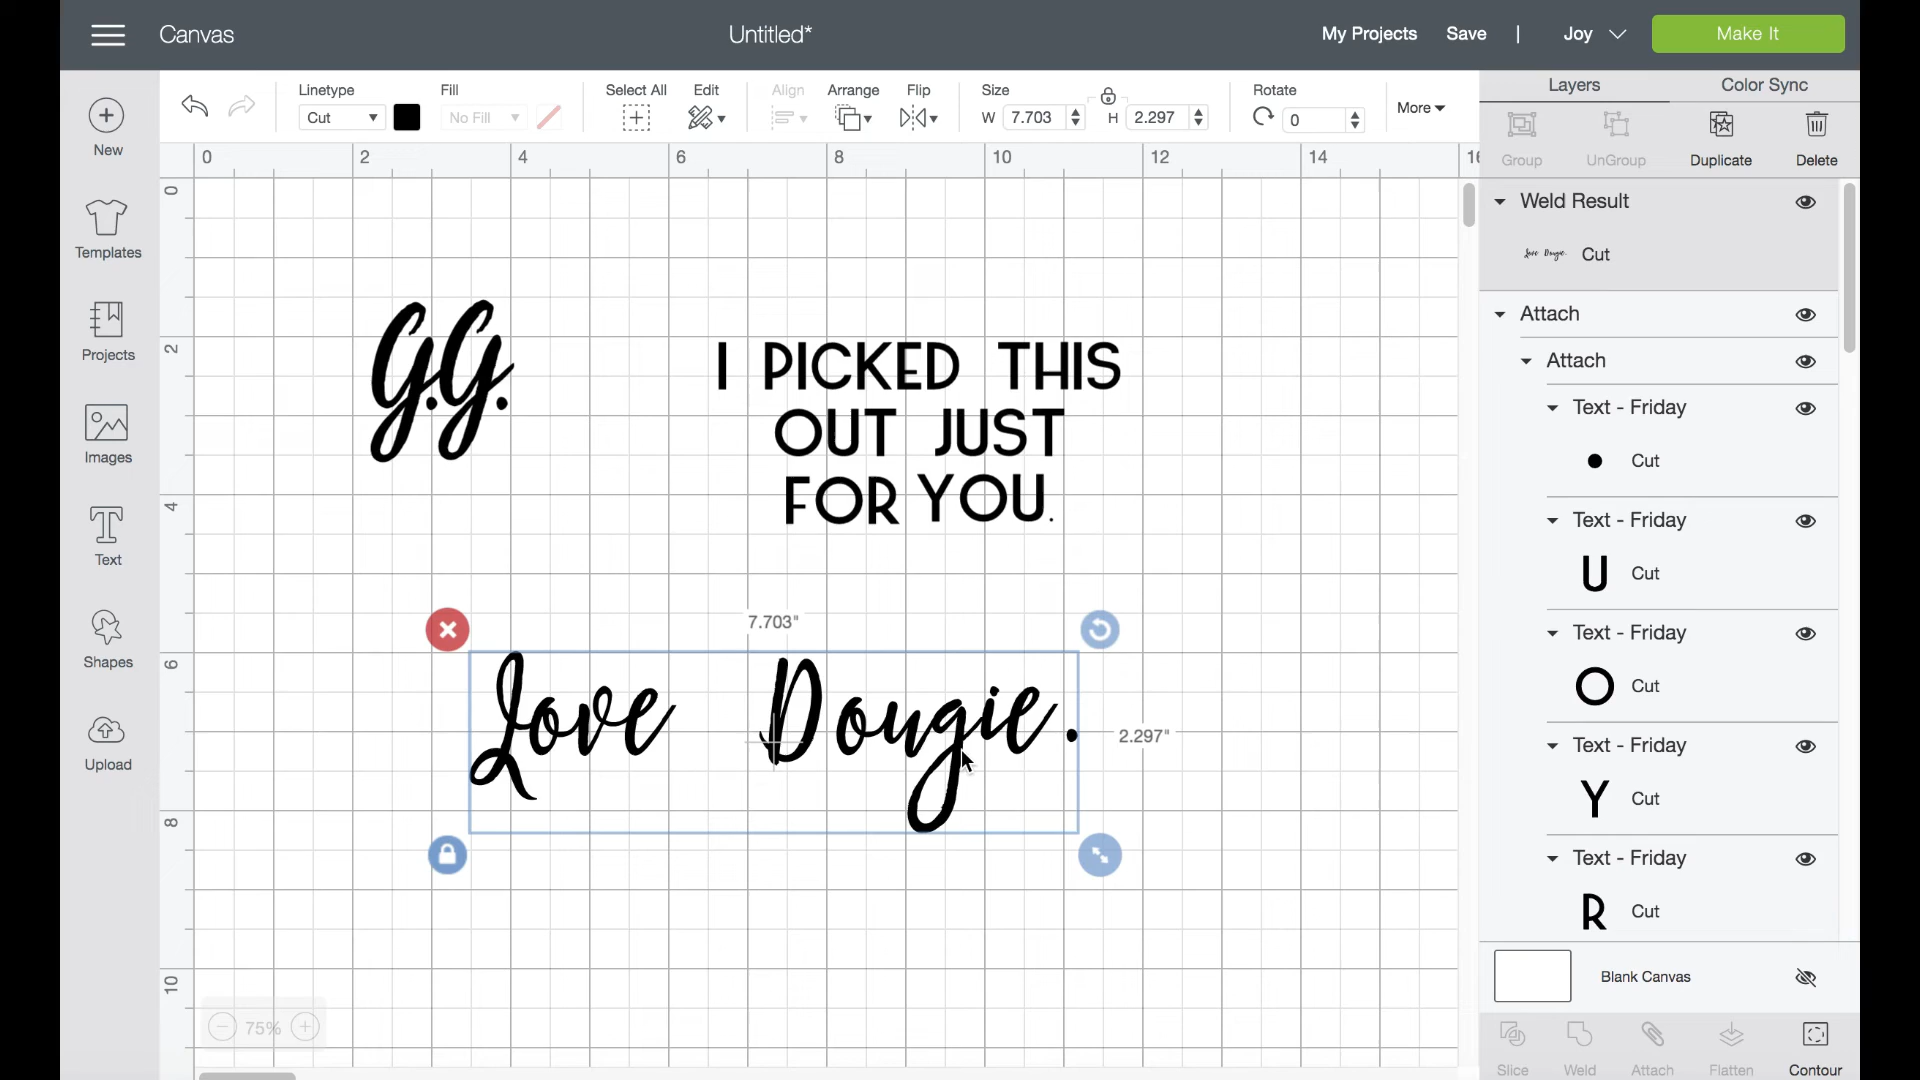 Canvas
Untitled*
My Projects
Save
|
Joy
Make It
Linetype
Cut
Fill
No Fill
Select All
Edit
Align
Arrange
Flip
Size
W 7.703
H 2.297
Rotate
0
More
Layers
Color Sync
Group
UnGroup
Duplicate
Delete
New
Templates
Projects
Images
Text
Shapes
Upload
0 2 4 6 8 10 12 14
0
2
4
6
8
10
G.G.
I PICKED THIS
OUT JUST
FOR YOU.
7.703"
Love Dougie.
2.297"
75%
Weld Result
Love Dougie. Cut
Attach
Attach
Text - Friday
Cut
Text - Friday
U Cut
Text - Friday
O Cut
Text - Friday
Y Cut
Text - Friday
R Cut
Blank Canvas
Slice
Weld
Attach
Flatten
Contour